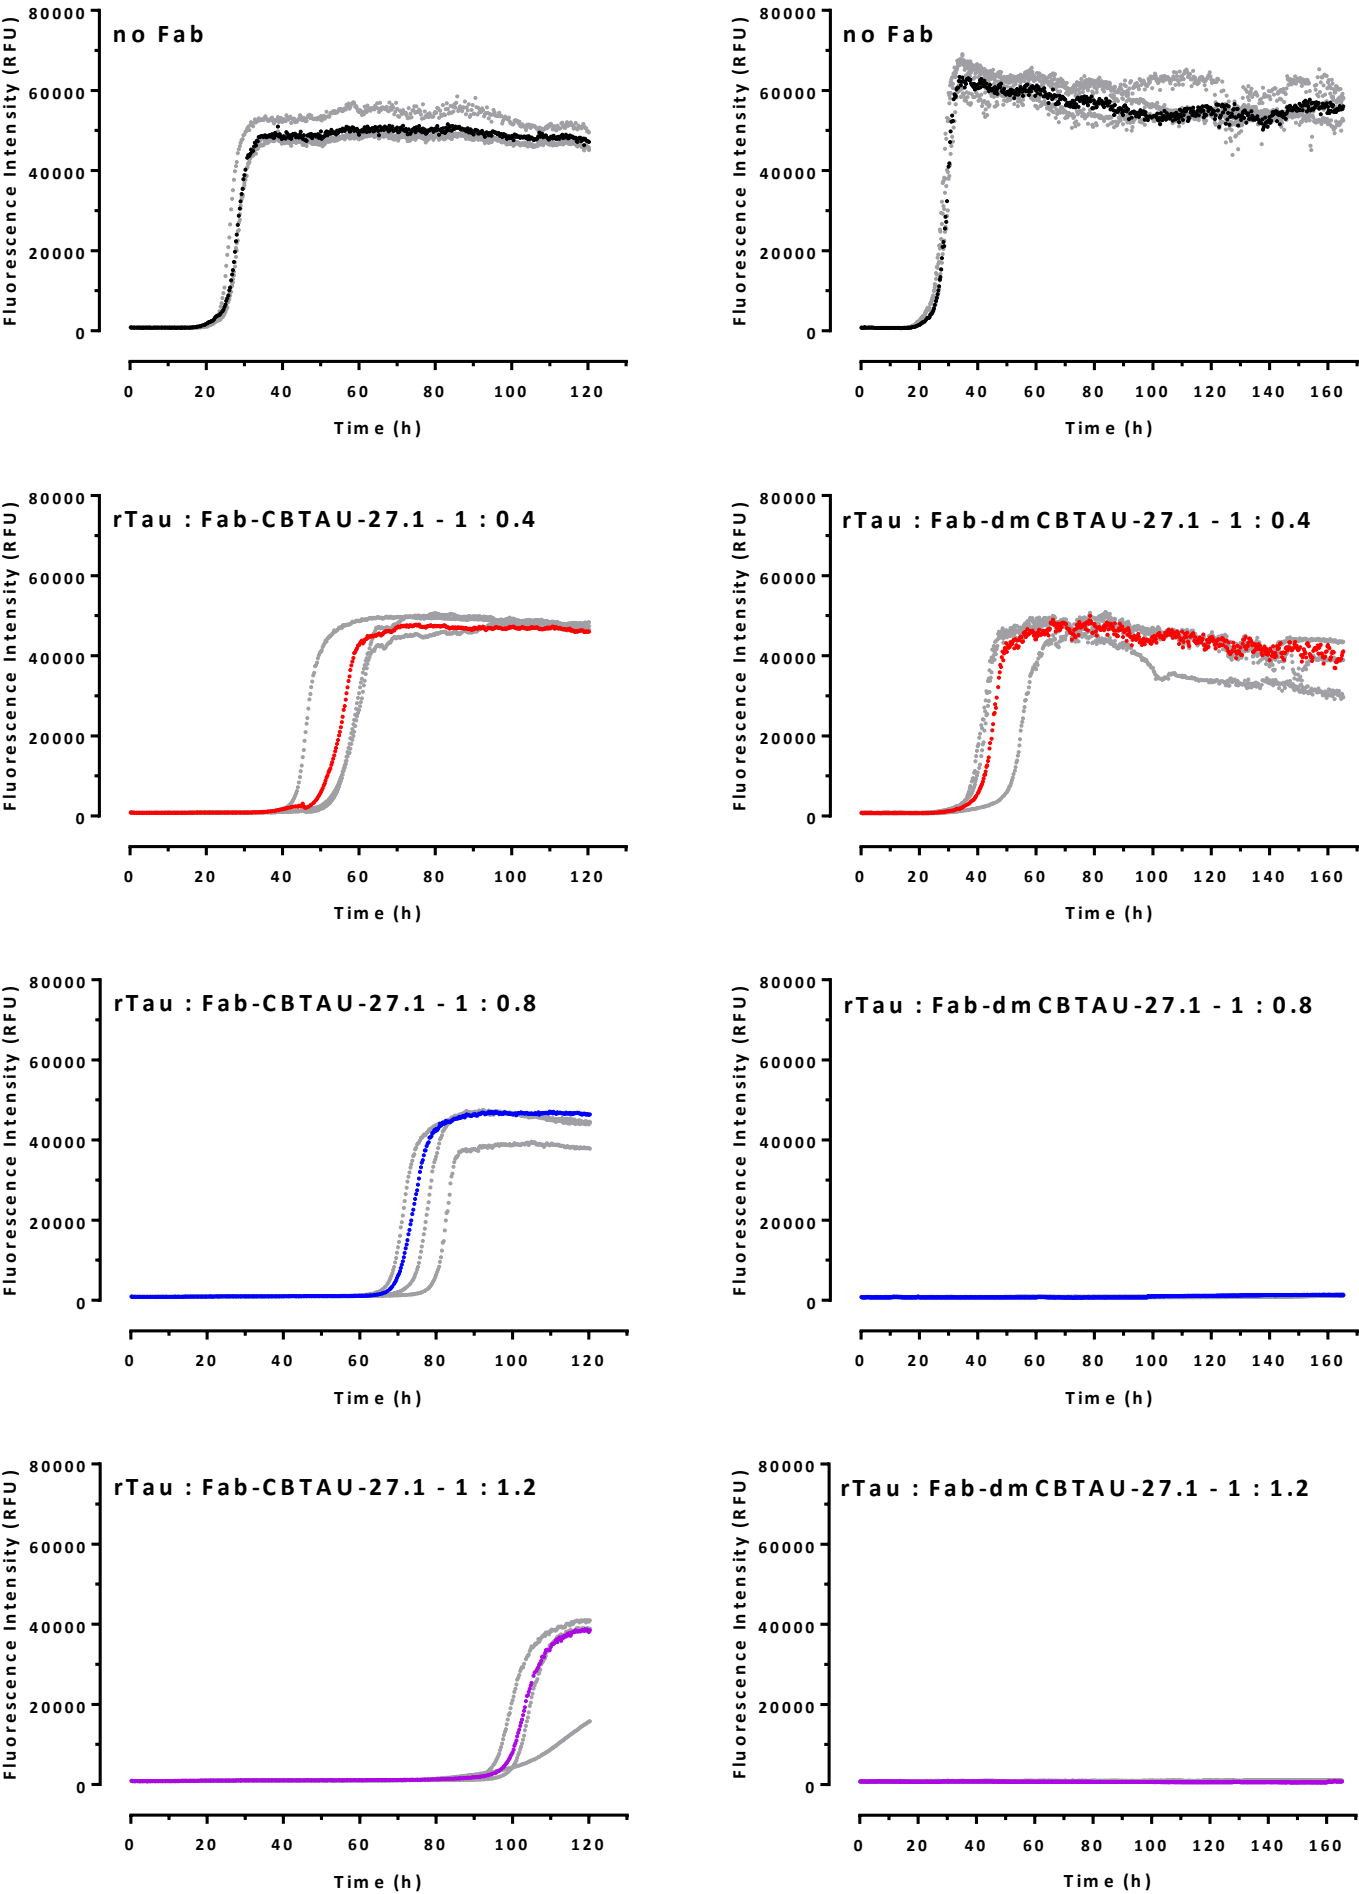 no Fab
Fluorescence Intensity (RFU)
80000
60000
40000
20000
0
0 20 40 60 80 100 120
Time (h)
no Fab
Fluorescence Intensity (RFU)
80000
60000
40000
20000
0
0 20 40 60 80 100 120 140 160
Time (h)
rTau : Fab-CBTAU-27.1 - 1 : 0.4
Fluorescence Intensity (RFU)
80000
60000
40000
20000
0
0 20 40 60 80 100 120
Time (h)
rTau : Fab-dmCBTAU-27.1 - 1 : 0.4
Fluorescence Intensity (RFU)
80000
60000
40000
20000
0
0 20 40 60 80 100 120 140 160
Time (h)
rTau : Fab-CBTAU-27.1 - 1 : 0.8
Fluorescence Intensity (RFU)
80000
60000
40000
20000
0
0 20 40 60 80 100 120
Time (h)
rTau : Fab-dmCBTAU-27.1 - 1 : 0.8
Fluorescence Intensity (RFU)
80000
60000
40000
20000
0
0 20 40 60 80 100 120 140 160
Time (h)
rTau : Fab-CBTAU-27.1 - 1 : 1.2
Fluorescence Intensity (RFU)
80000
60000
40000
20000
0
0 20 40 60 80 100 120
Time (h)
rTau : Fab-dmCBTAU-27.1 - 1 : 1.2
Fluorescence Intensity (RFU)
80000
60000
40000
20000
0
0 20 40 60 80 100 120 140 160
Time (h)